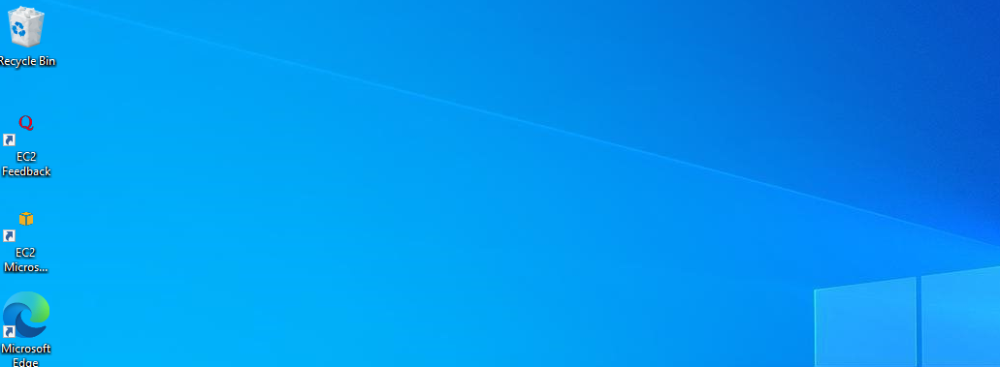 Recycle Bin
Q
EC2
Feedback
EC2
Micros...
Microsoft
Edge